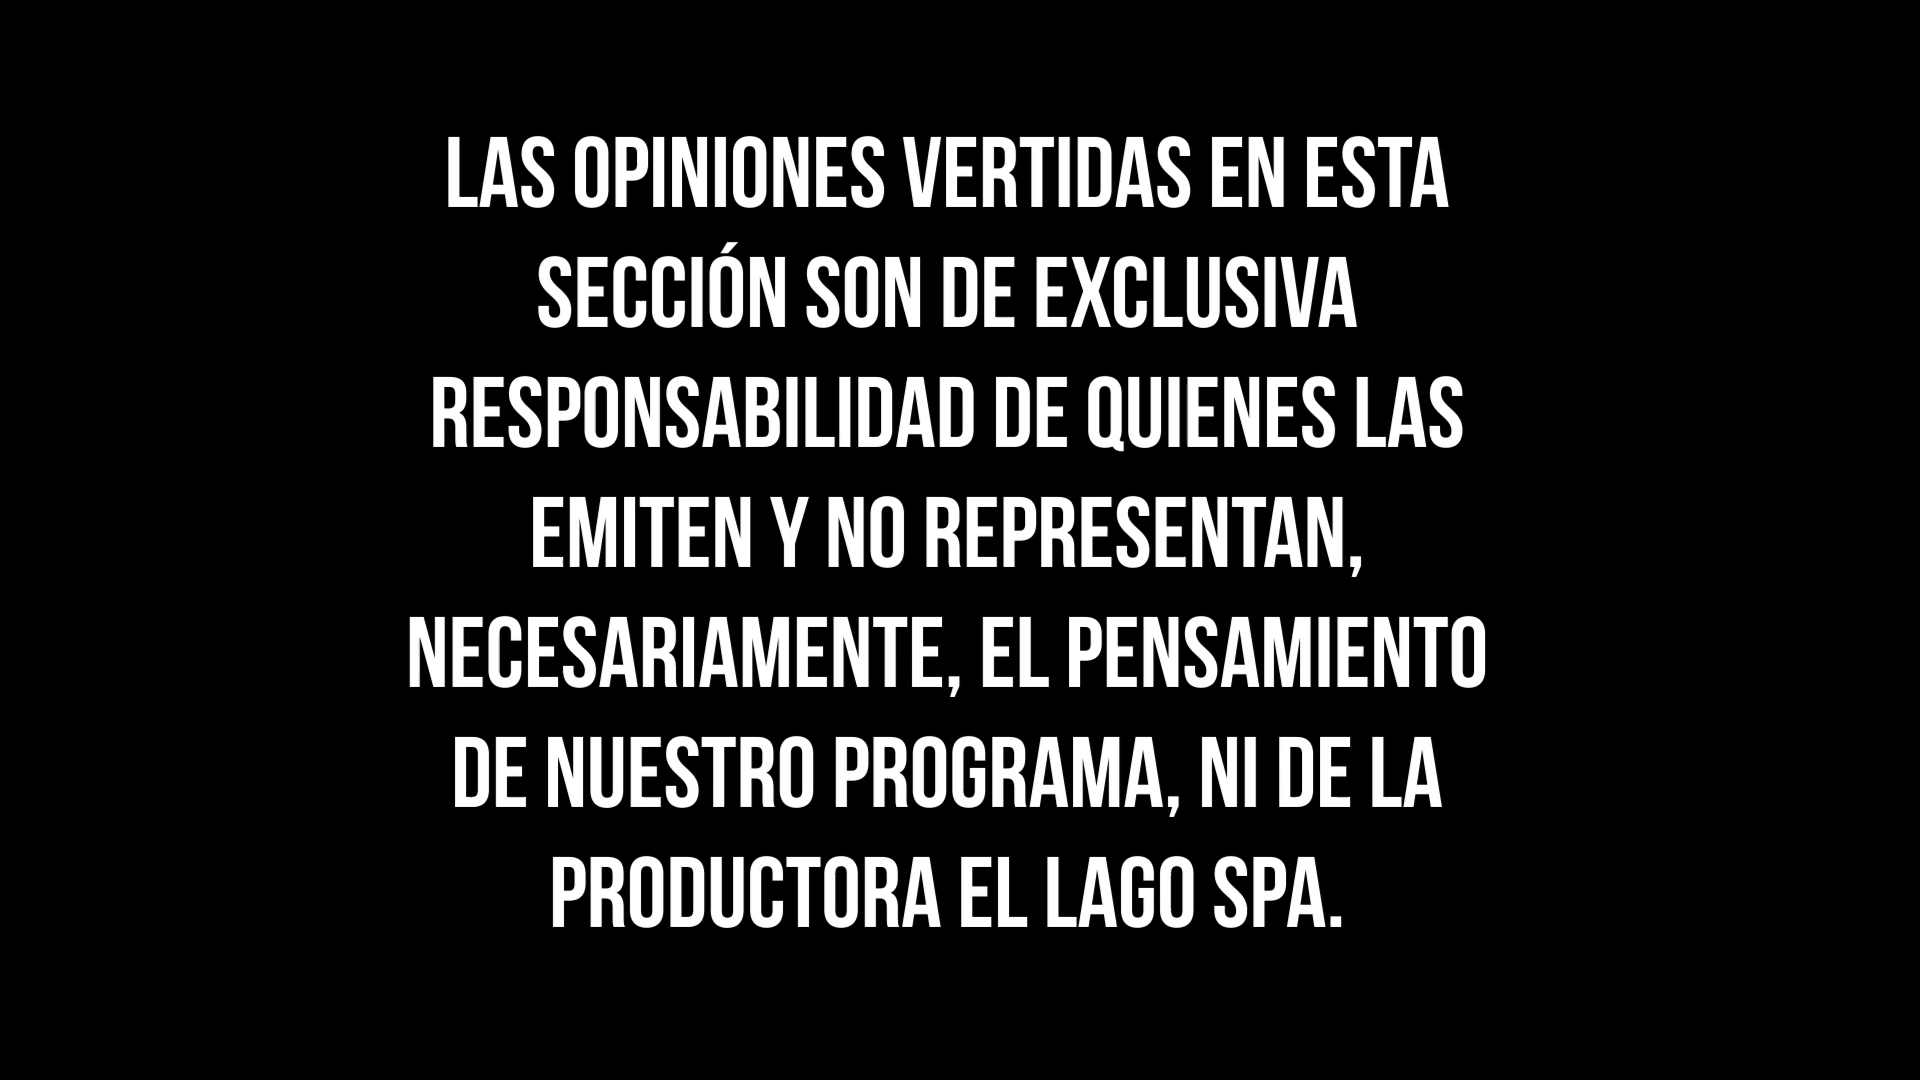 LAS OPINIONES VERTIDAS EN ESTA
SECCIÓN SON DE EXCLUSIVA
RESPONSABILIDAD DE QUIENES LAS
EMITEN Y NO REPRESENTAN,
NECESARIAMENTE, EL PENSAMIENTO
DE NUESTRO PROGRAMA, NI DE LA
PRODUCTORA EL LAGO SPA.